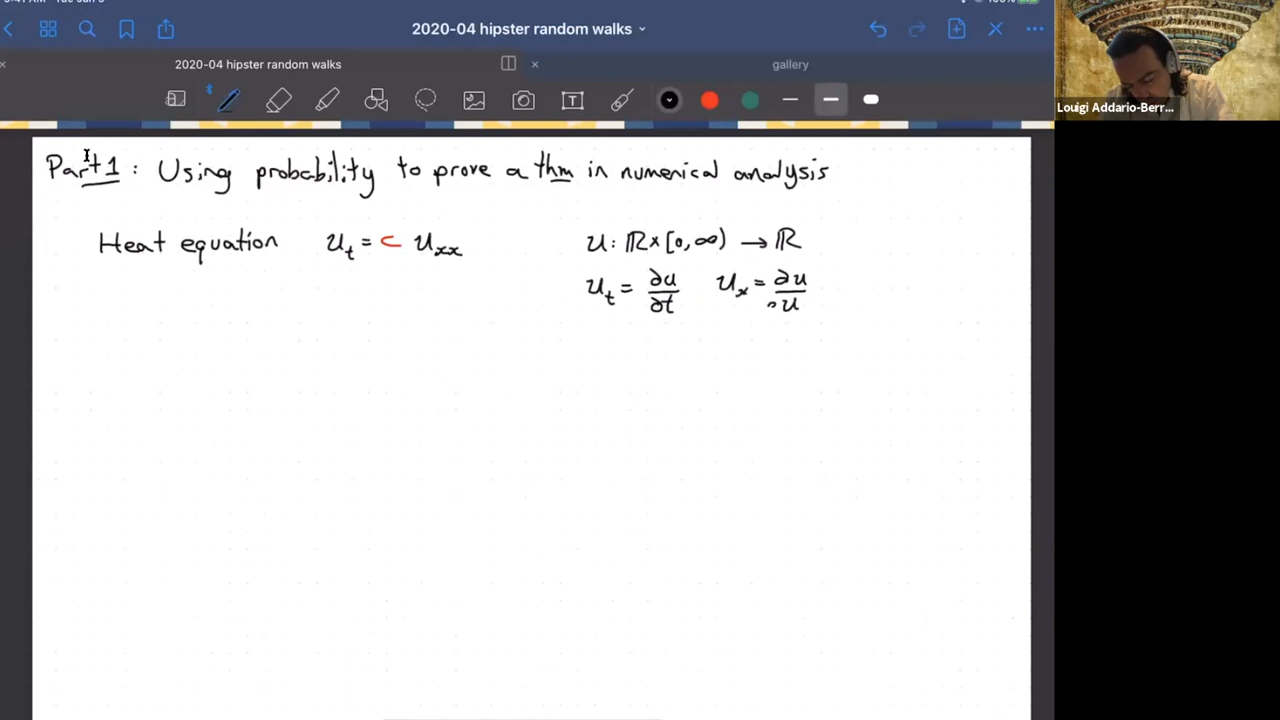 2020-04 hipster random walks
2020-04 hipster random walks
gallery
Part 1 : Using probability to prove a thm in numerical analysis
Heat equation u_t = c u_xx
u : ℝ×[0,∞) → ℝ
u_t = ∂u/∂t u_x = ∂u/∂u
Louigi Addario-Berr...